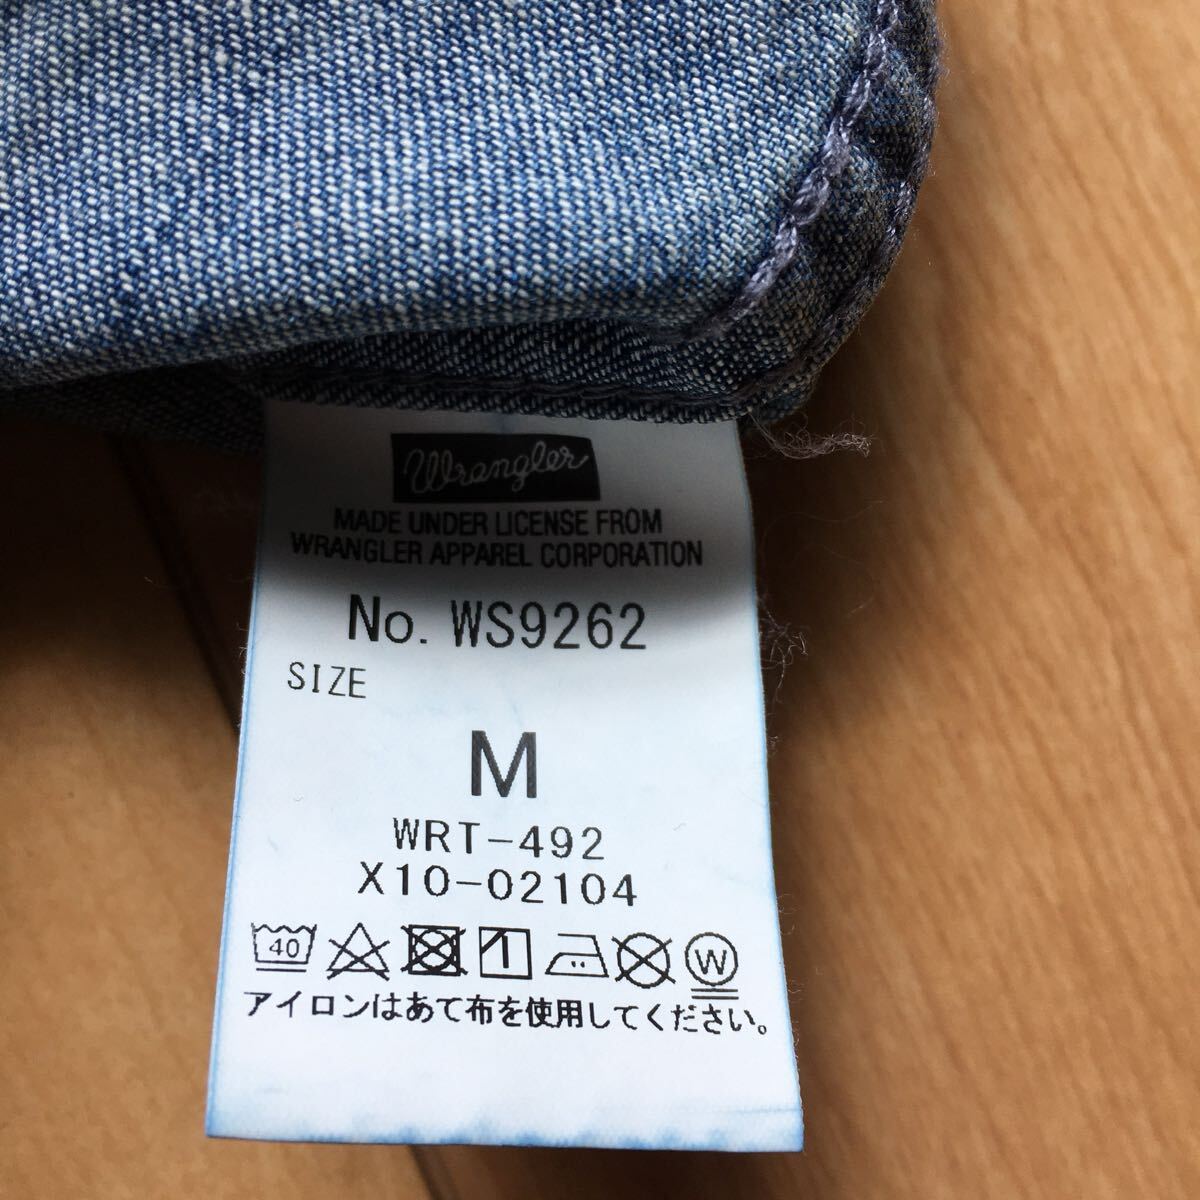 Wrangler
MADE UNDER LICENSE FROM
WRANGLER APPAREL CORPORATION
No. WS9262
SIZE
M
WRT-492
X10-02104
40 W
アイロンはあて布を使用してください。